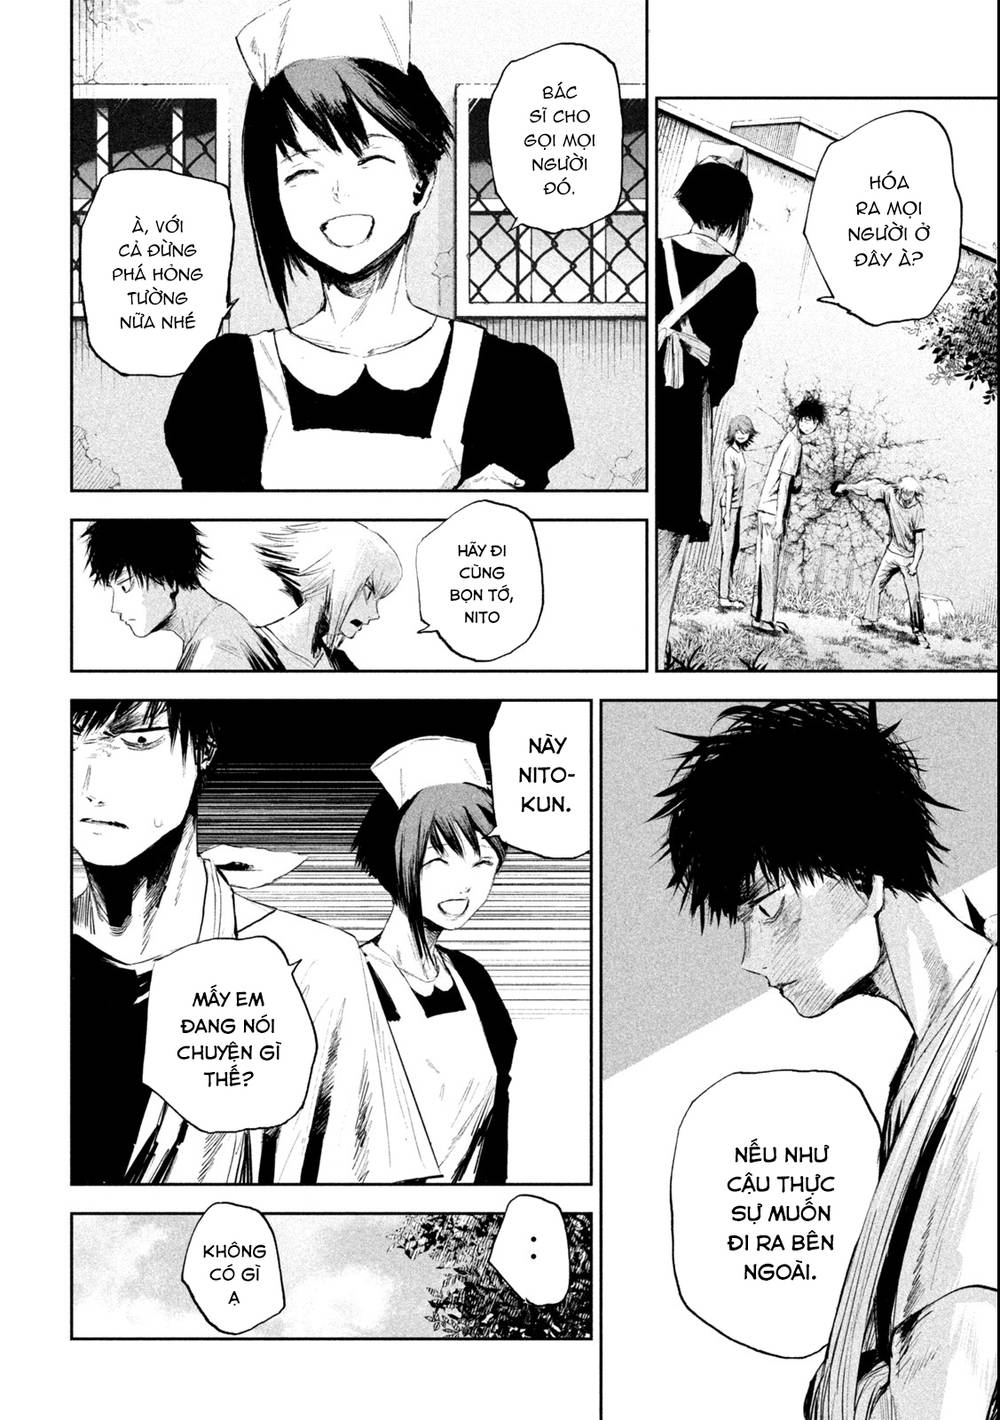 HÓA
RA MỌI
NGƯỜI Ở
ĐÂY À?
BÁC
SĨ CHO
GỌI MỌI
NGƯỜI
ĐÓ.
À, VỚI
CẢ ĐỪNG
PHÁ HỎNG
TƯỜNG
NỮA NHÉ
HÃY ĐI
CÙNG
BỌN TỚ,
NITO
NẾU NHƯ
CẬU THỰC
SỰ MUỐN
ĐI RA BÊN
NGOÀI.
NÀY
NITO-
KUN.
MẤY EM
ĐANG NÓI
CHUYỆN GÌ
THẾ?
:
KHÔNG
CÓ GÌ
Ạ